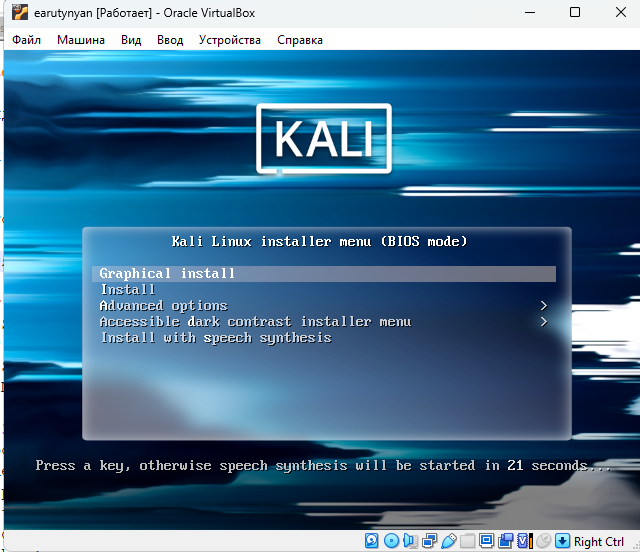 earutynyan [Работает] - Oracle VirtualBox
Файл Машина Вид Ввод Устройства Справка
KALI
Kali Linux installer menu (BIOS mode)
Graphical install
Install
Advanced options >
Accessible dark contrast installer menu >
Install with speech synthesis
Press a key, otherwise speech synthesis will be started in 21 seconds...
Right Ctrl